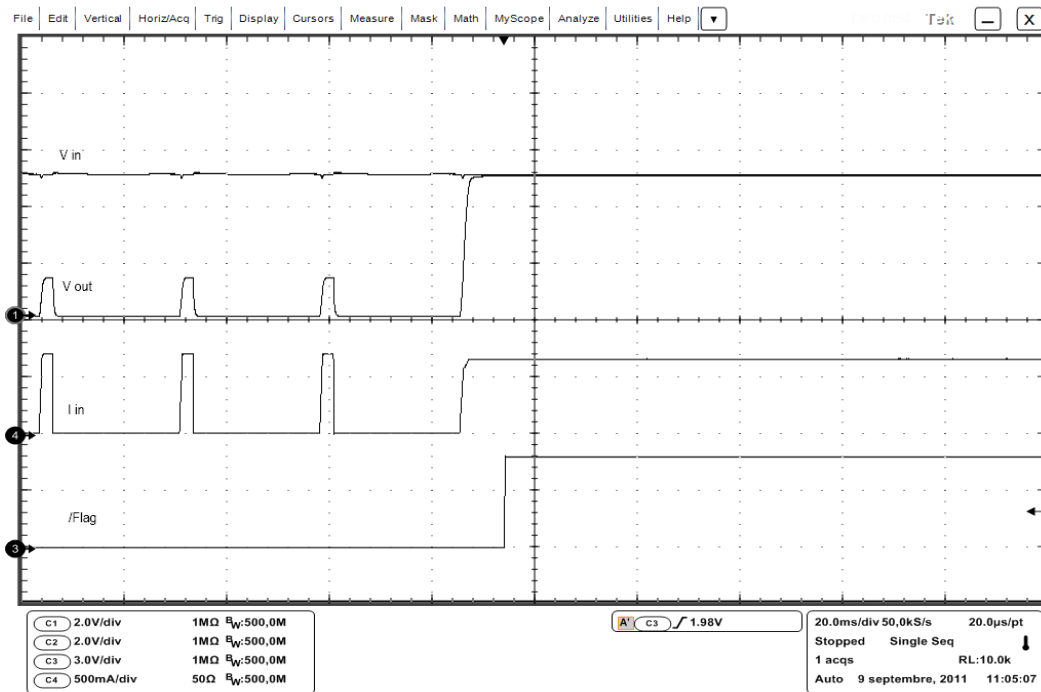 File Edit Vertical Horiz/Acq Trig Display Cursors Measure Mask Math MyScope Analyze Utilities Help ▼ Tek — X
V in
V out
1
I in
4
/Flag
3
C1 2.0V/div 1MΩ BW:500,0M
C2 2.0V/div 1MΩ BW:500,0M
C3 3.0V/div 1MΩ BW:500,0M
C4 500mA/div 50Ω BW:500,0M
A' C3 1.98V
20.0ms/div 50,0kS/s 20.0µs/pt
Stopped Single Seq
1 acqs RL:10.0k
Auto 9 septembre, 2011 11:05:07